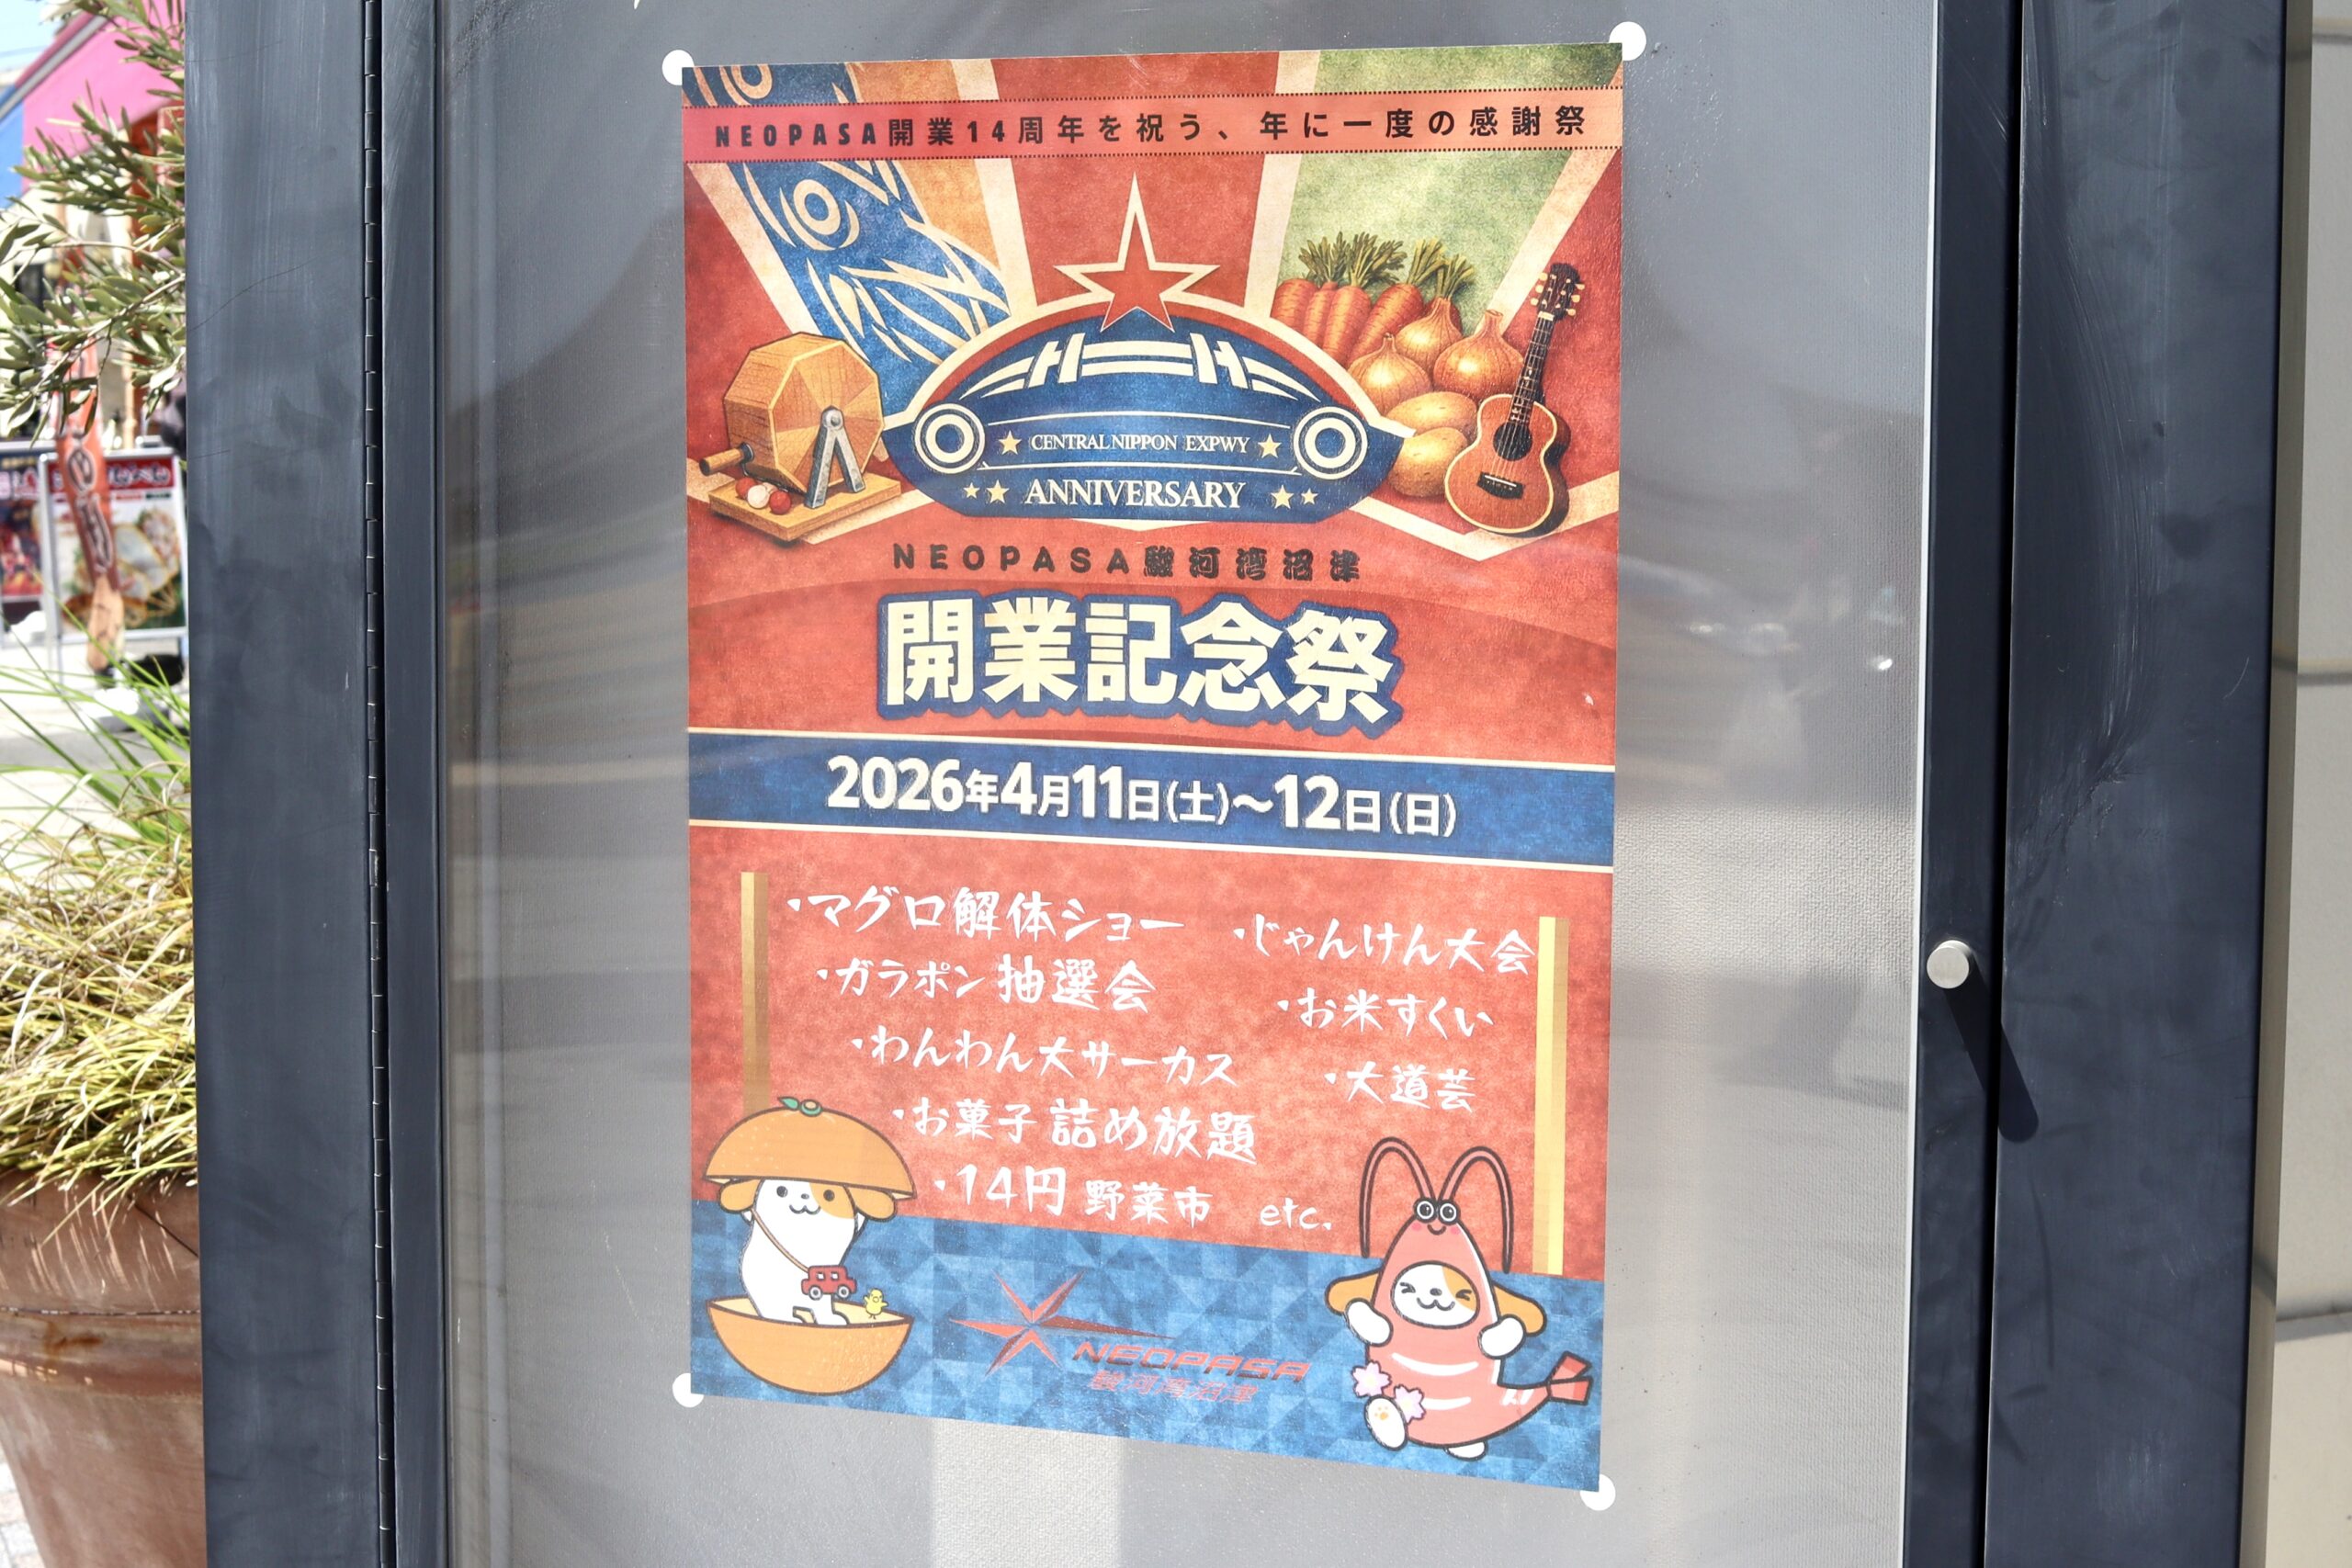 NEOPASA開業14周年を祝う、年に一度の感謝祭
CENTRAL NIPPON EXPWY
ANNIVERSARY
NEOPASA駿河湾沼津
開業記念祭
2026年4月11日(土)～12日(日)
・マグロ解体ショー
・ガラポン抽選会
・わんわん大サーカス
・お菓子詰め放題
・14円野菜市 etc.
・じゃんけん大会
・お米すくい
・大道芸
NEOPASA
駿河湾沼津